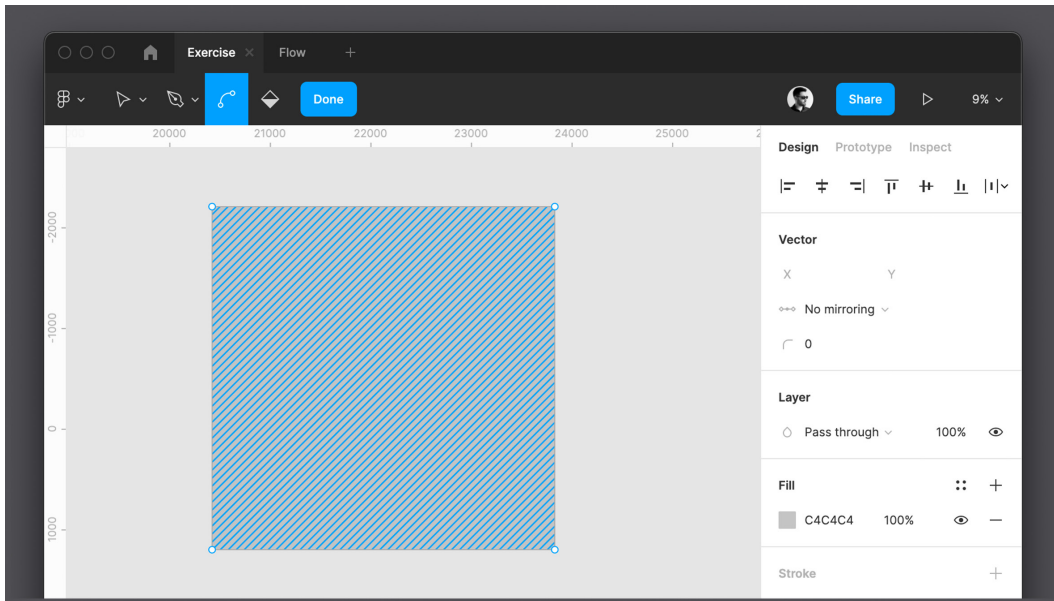 Exercise Flow
Done Share 9%
20000 21000 22000 23000 24000 25000
Design Prototype Inspect
-2000
Vector
X Y
No mirroring
-1000
0
Layer
0
Pass through 100%
Fill
C4C4C4 100%
1000
Stroke